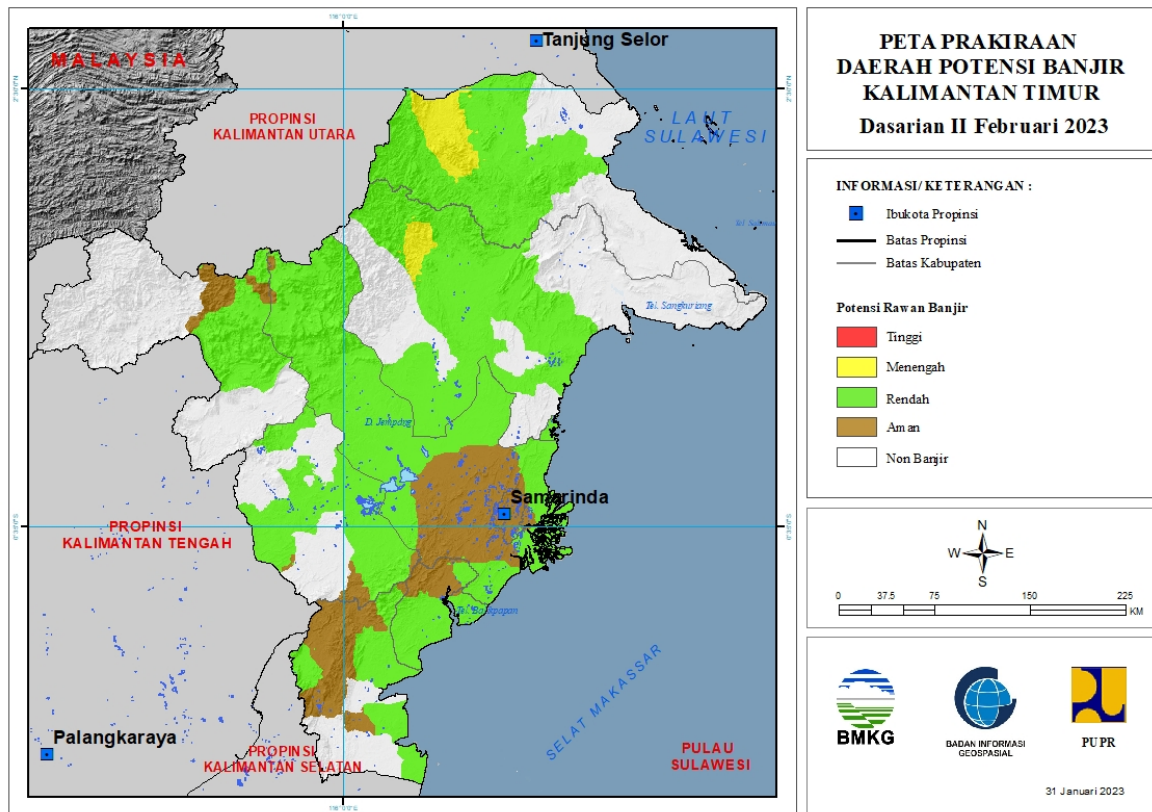 PETA PRAKIRAAN
DAERAH POTENSI BANJIR
KALIMANTAN TIMUR
Dasarian II Februari 2023
INFORMASI/ KETERANGAN :
Ibukota Propinsi
Batas Propinsi
Batas Kabupaten
Potensi Rawan Banjir
Tinggi
Menengah
Rendah
Aman
Non Banjir
N
W E
S
0 37.5 75 150 225
KM
BMKG
BADAN INFORMASI
GEOSPASIAL
PUPR
31 Januari 2023
Tanjung Selor
MALAYSIA
PROPINSI
KALIMANTAN UTARA
LAUT
SULAWESI
Tel. Sangkuriang
D. Jempang
Samarinda
PROPINSI
KALIMANTAN TENGAH
Tel. Balikpapan
SELAT MAKASSAR
Palangkaraya
PROPINSI
KALIMANTAN SELATAN
PULAU
SULAWESI